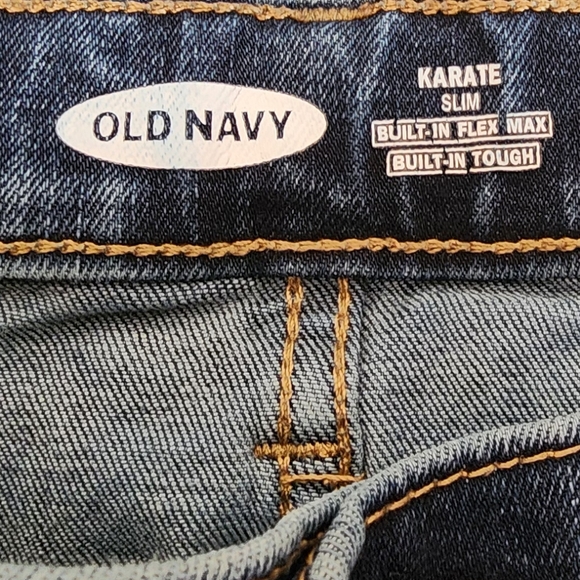 OLD NAVY
KARATE
SLIM
BUILT-IN FLEX MAX
BUILT-IN TOUGH